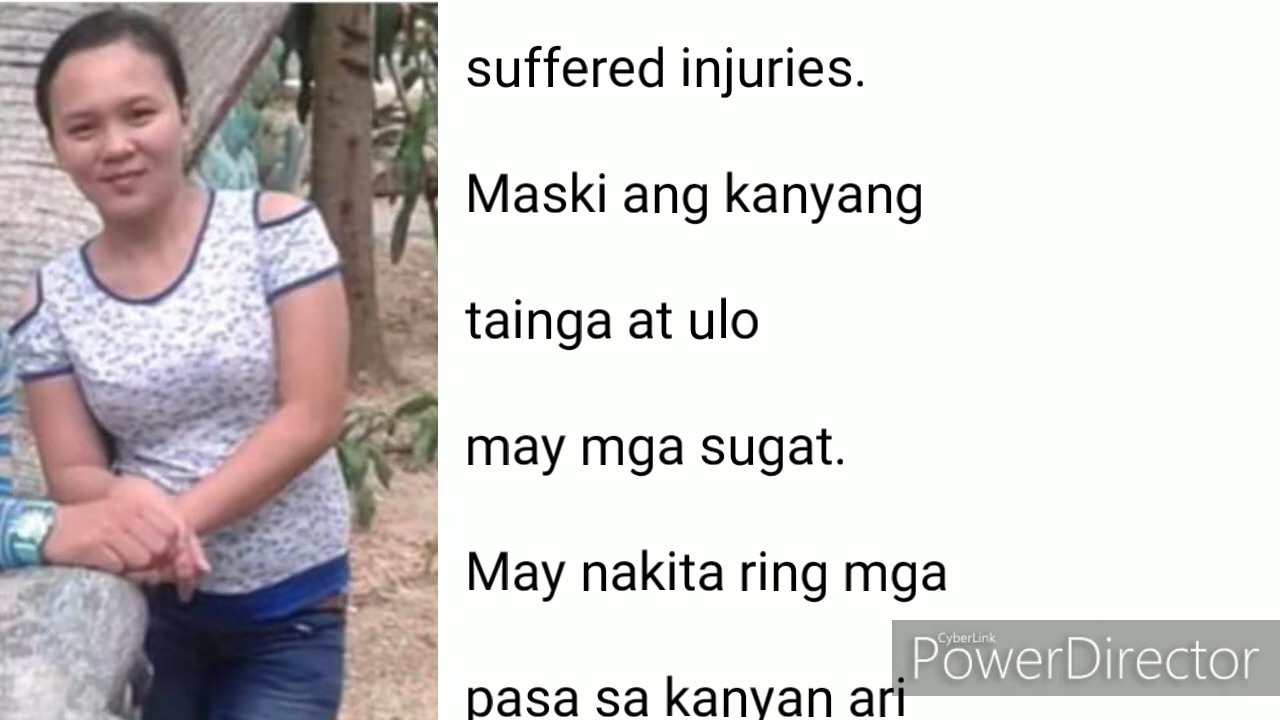 suffered injuries.
Maski ang kanyang
tainga at ulo
may mga sugat.
May nakita ring mga
pasa sa kanyan ari
CyberLink
PowerDirector